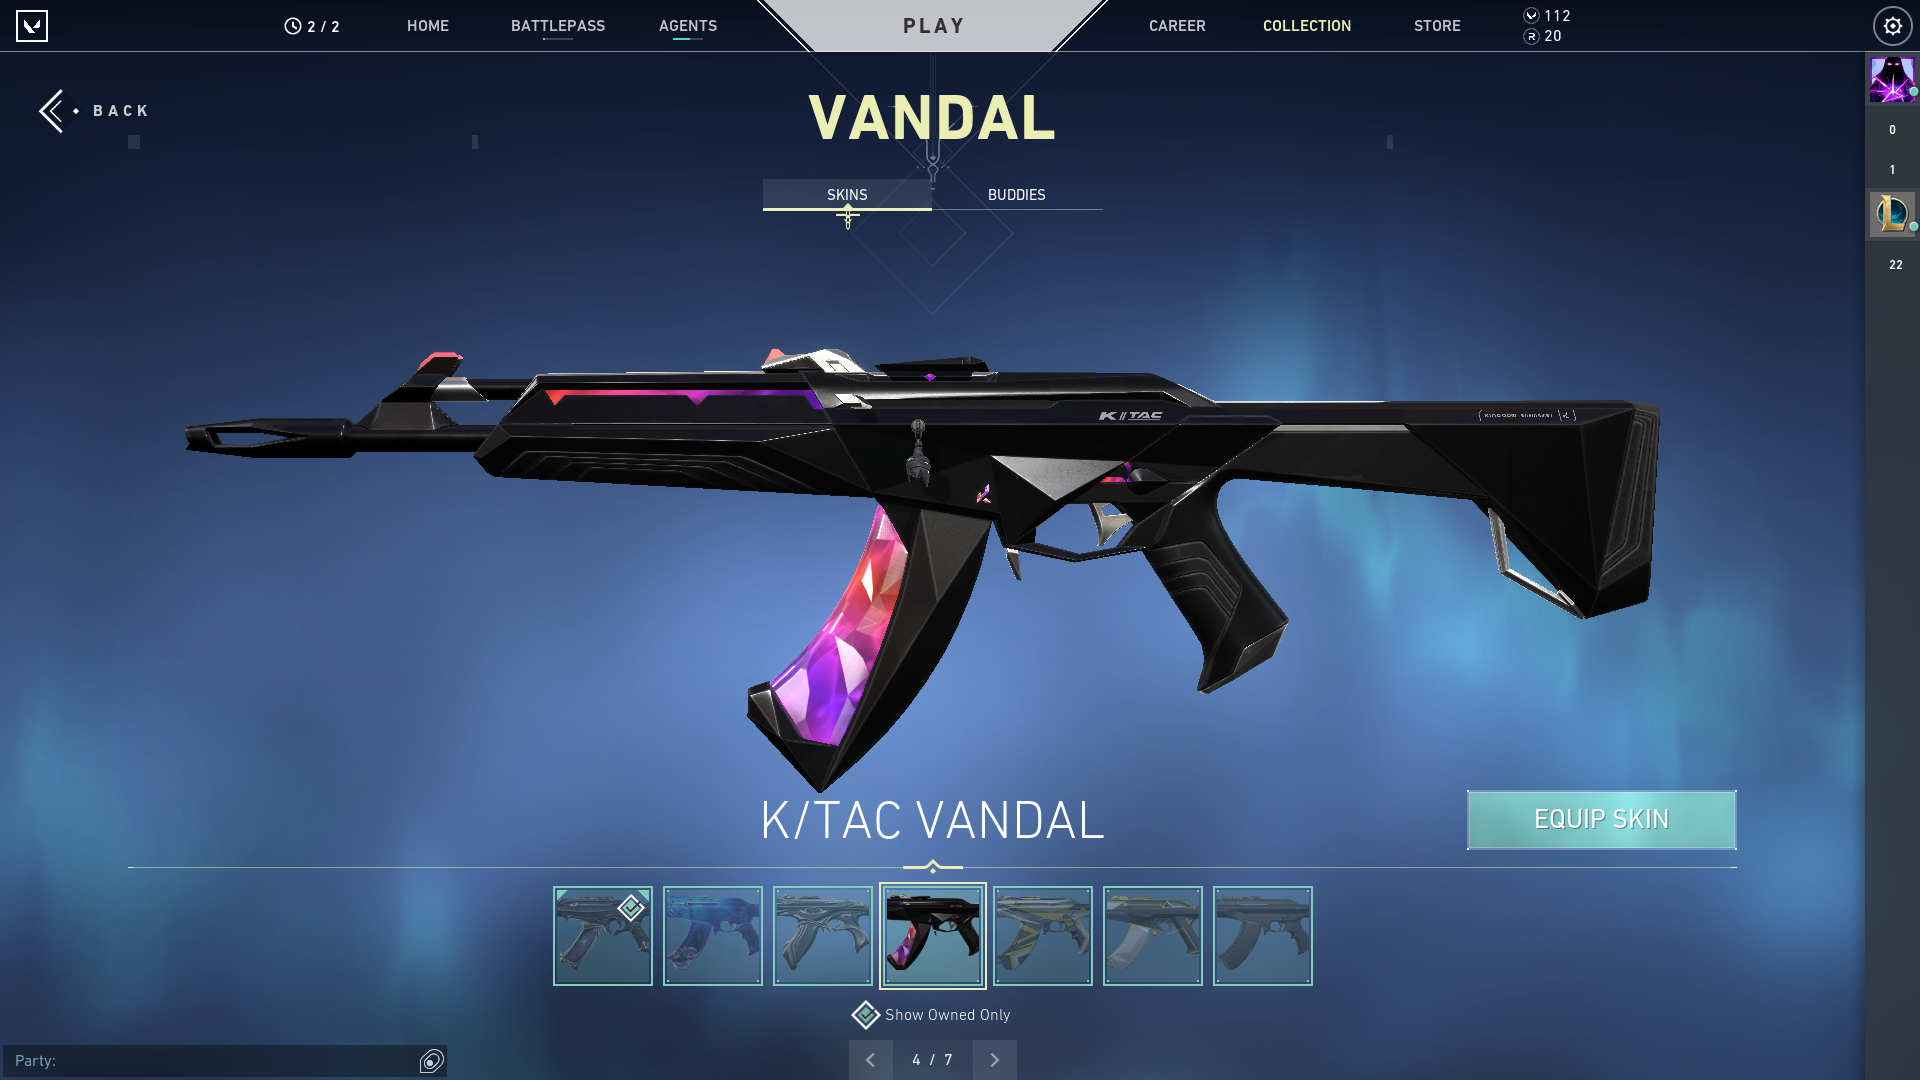 2 / 2
HOME
BATTLEPASS
AGENTS
PLAY
CAREER
COLLECTION
STORE
112
R 20
BACK
VANDAL
SKINS
BUDDIES
0
1
22
K//TAC
K/TAC VANDAL
EQUIP SKIN
Show Owned Only
Party:
4 / 7